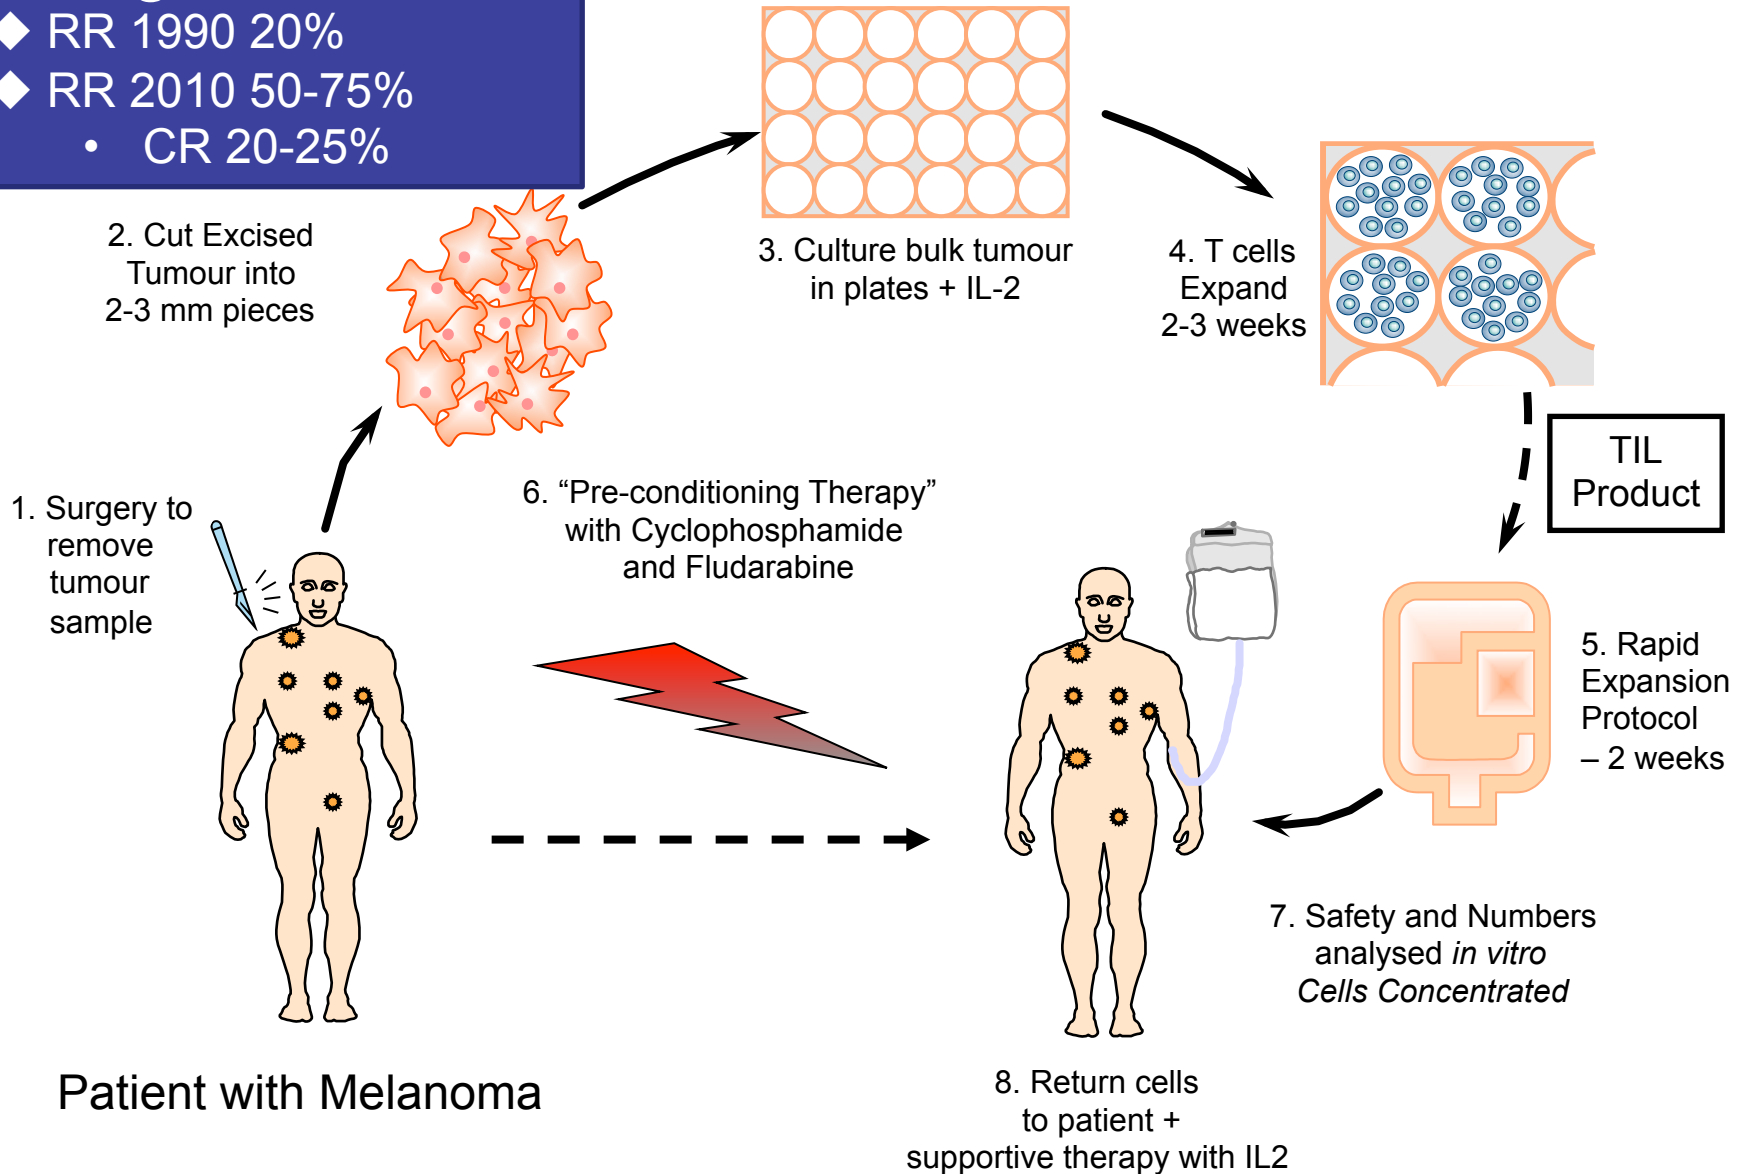 ◆ RR 1990 20%
◆ RR 2010 50-75%
• CR 20-25%
1. Surgery to
remove
tumour
sample
2. Cut Excised
Tumour into
2-3 mm pieces
3. Culture bulk tumour
in plates + IL-2
4. T cells
Expand
2-3 weeks
TIL
Product
5. Rapid
Expansion
Protocol
– 2 weeks
6. “Pre-conditioning Therapy”
with Cyclophosphamide
and Fludarabine
7. Safety and Numbers
analysed in vitro
Cells Concentrated
8. Return cells
to patient +
supportive therapy with IL2
Patient with Melanoma